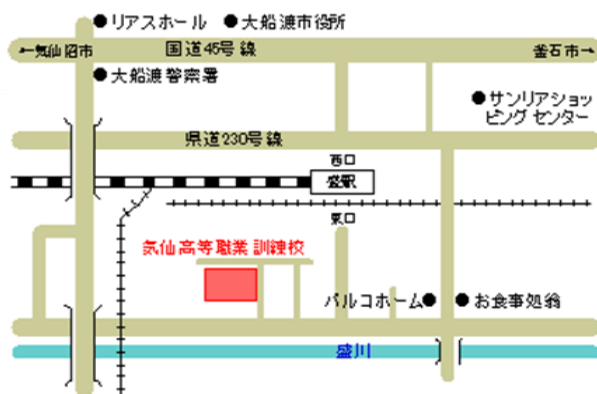 ●リアスホール ●大船渡市役所
←気仙沼市 国道45号線 釜石市→
●大船渡警察署
●サンリアショッ
ピングセンター
県道230号線
西口
盛駅
東口
気仙高等職業訓練校
パルコホーム● ●お食事処翁
盛川